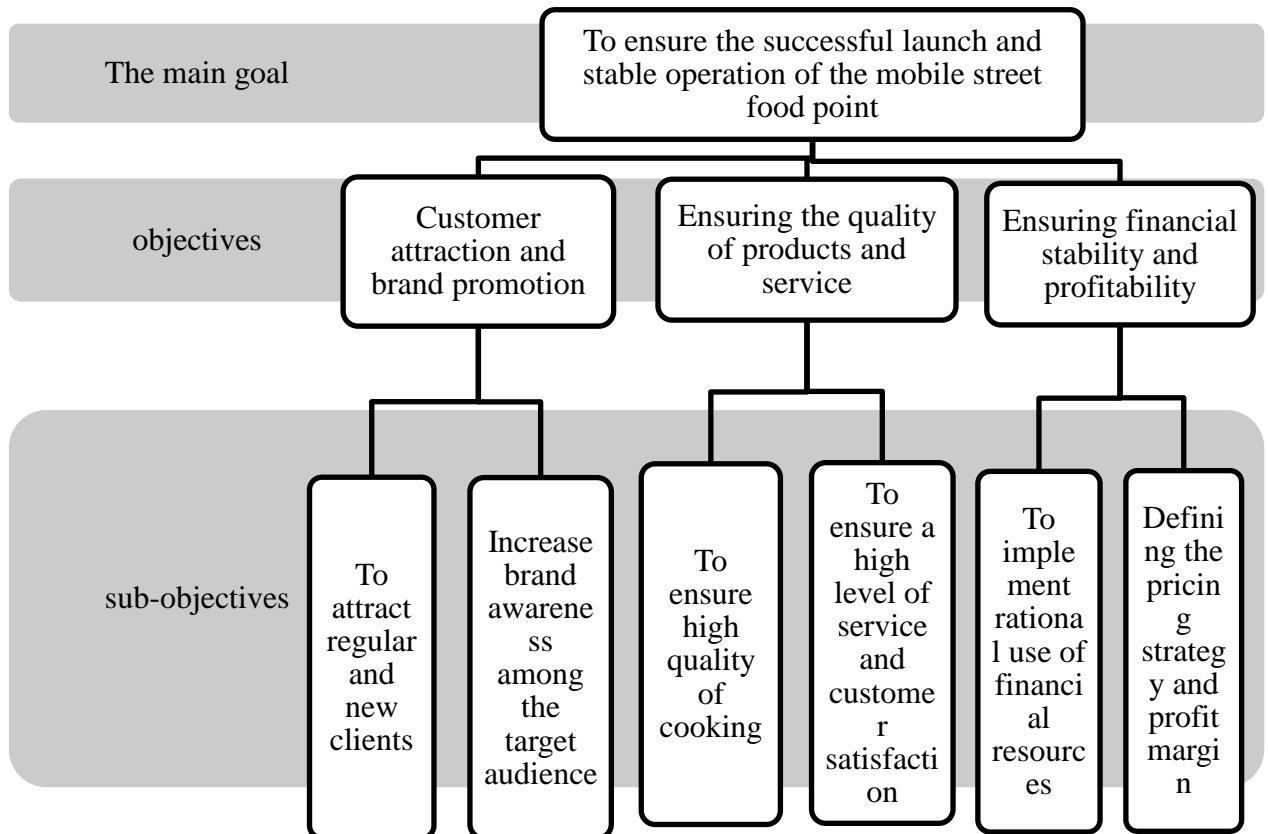 The main goal
To ensure the successful launch and
stable operation of the mobile street
food point
objectives
Customer
attraction and
brand promotion
Ensuring the quality
of products and
service
Ensuring financial
stability and
profitability
sub-objectives
To
attract
regular
and
new
clients
Increase
brand
awarene
ss
among
the
target
audience
To
ensure
high
quality
of
cooking
To
ensure a
high
level of
service
and
custome
r
satisfacti
on
To
imple
ment
rationa
l use of
financi
al
resourc
es
Defini
ng the
pricin
g
strateg
y and
profit
margi
n